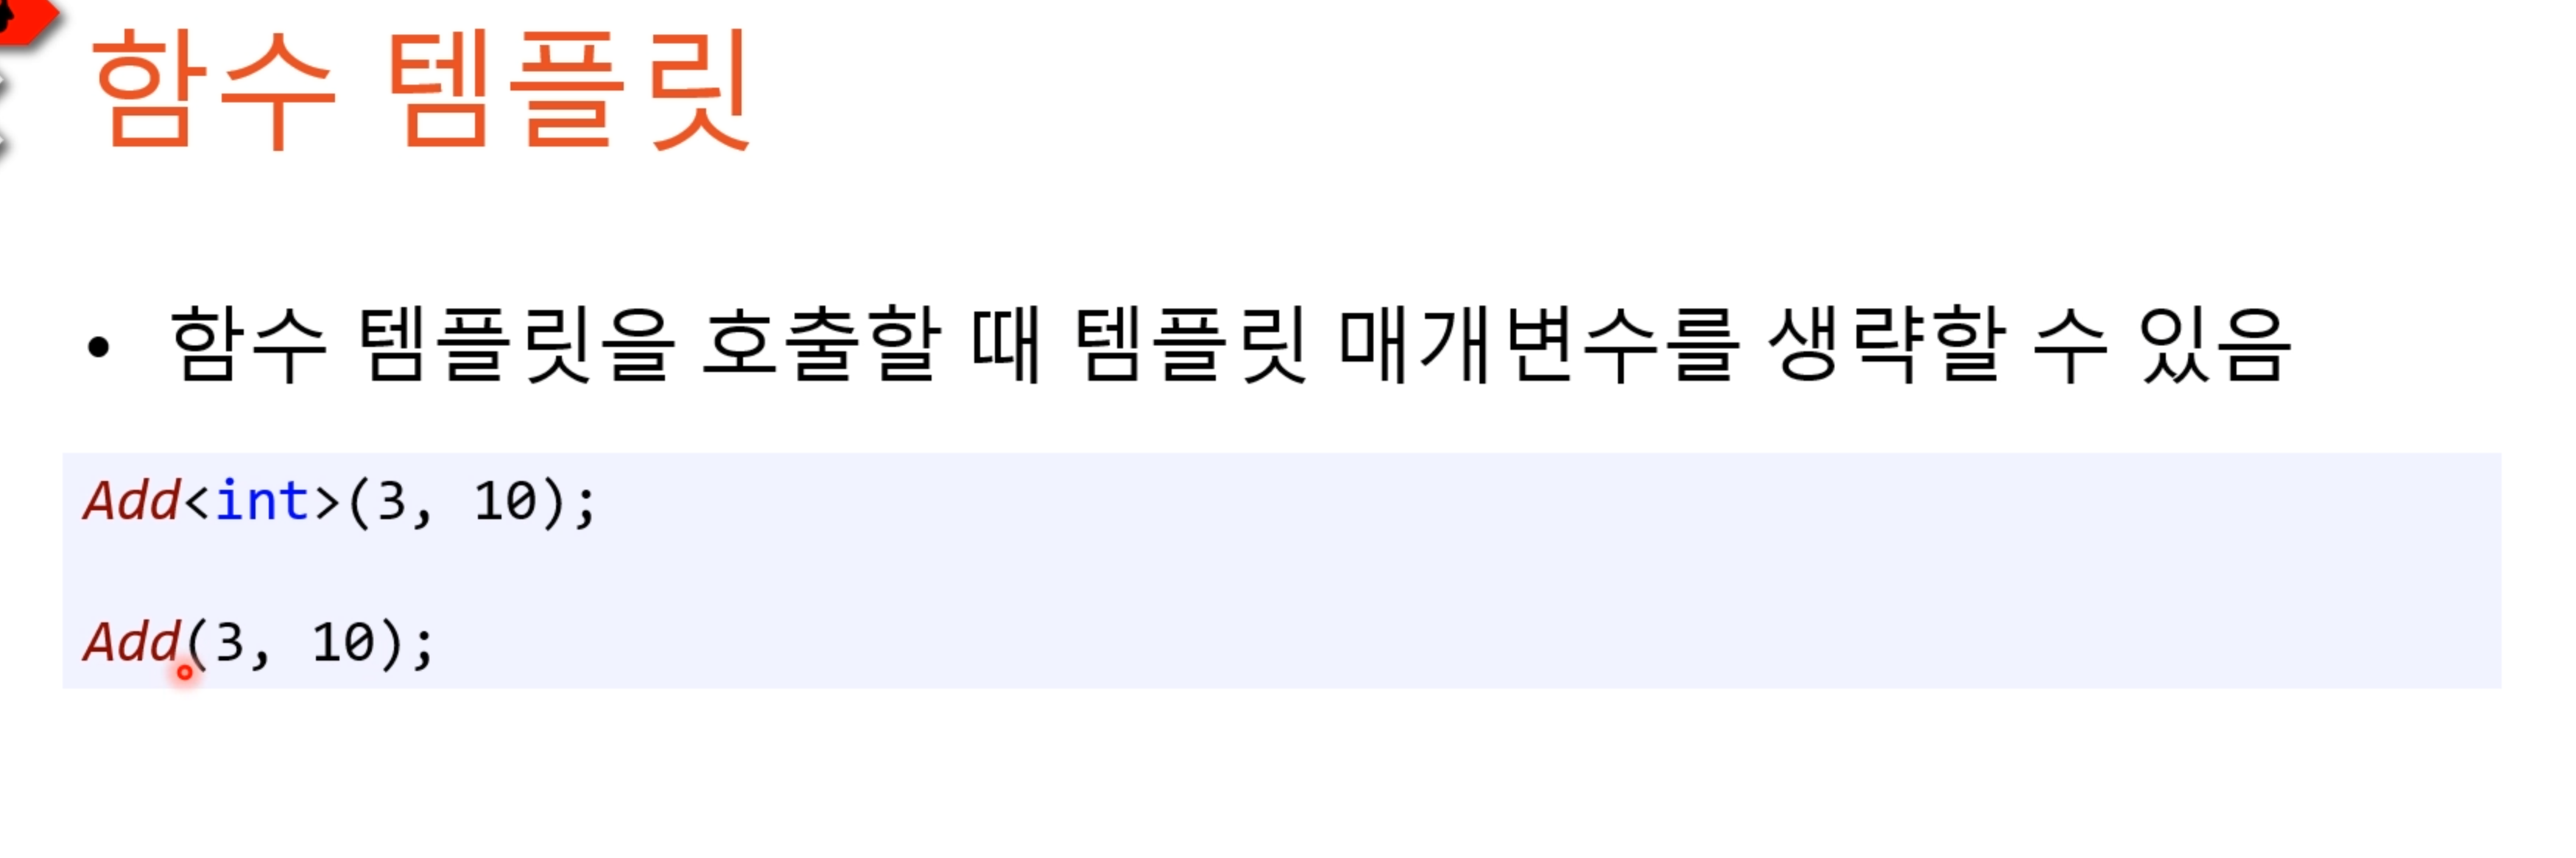 함수 템플릿
• 함수 템플릿을 호출할 때 템플릿 매개변수를 생략할 수 있음
Add<int>(3, 10);
Add(3, 10);